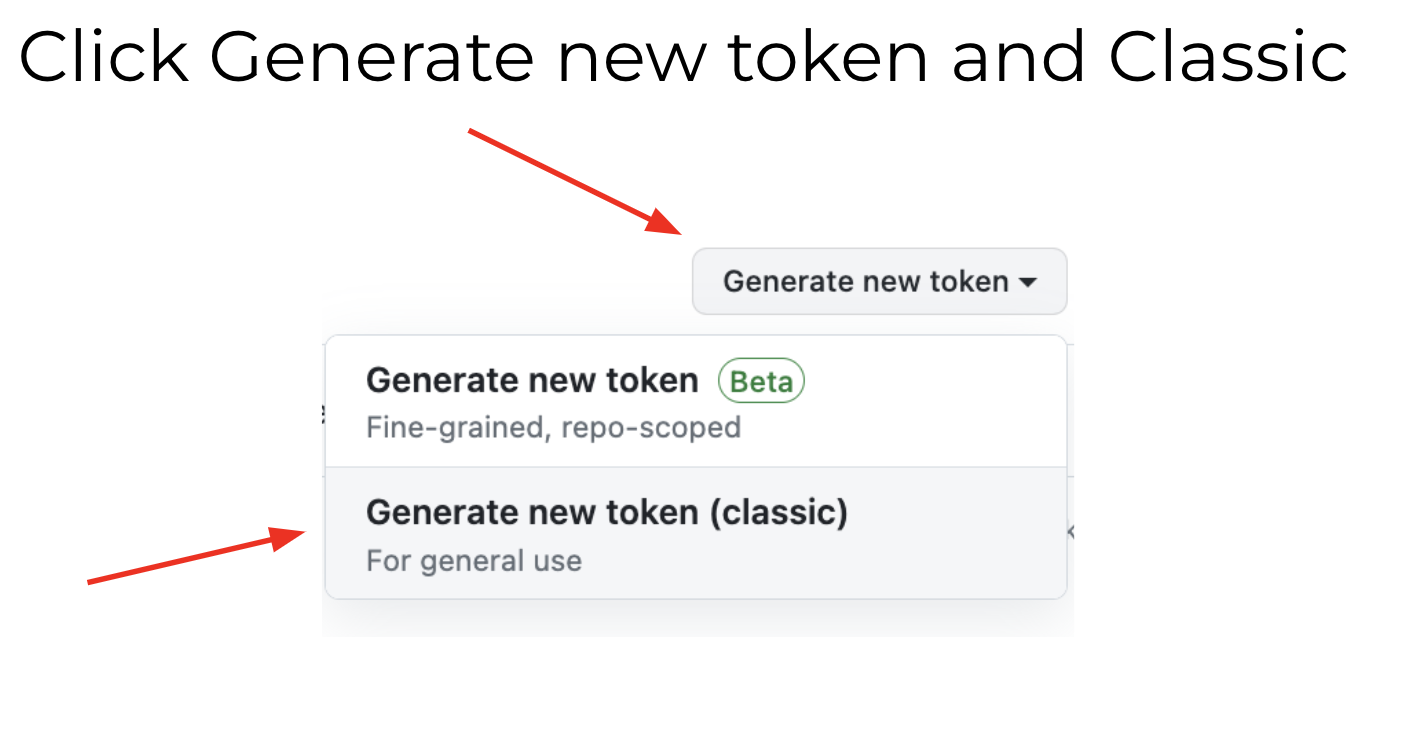 Click Generate new token and Classic
Generate new token
Generate new token Beta
Fine-grained, repo-scoped
Generate new token (classic)
For general use